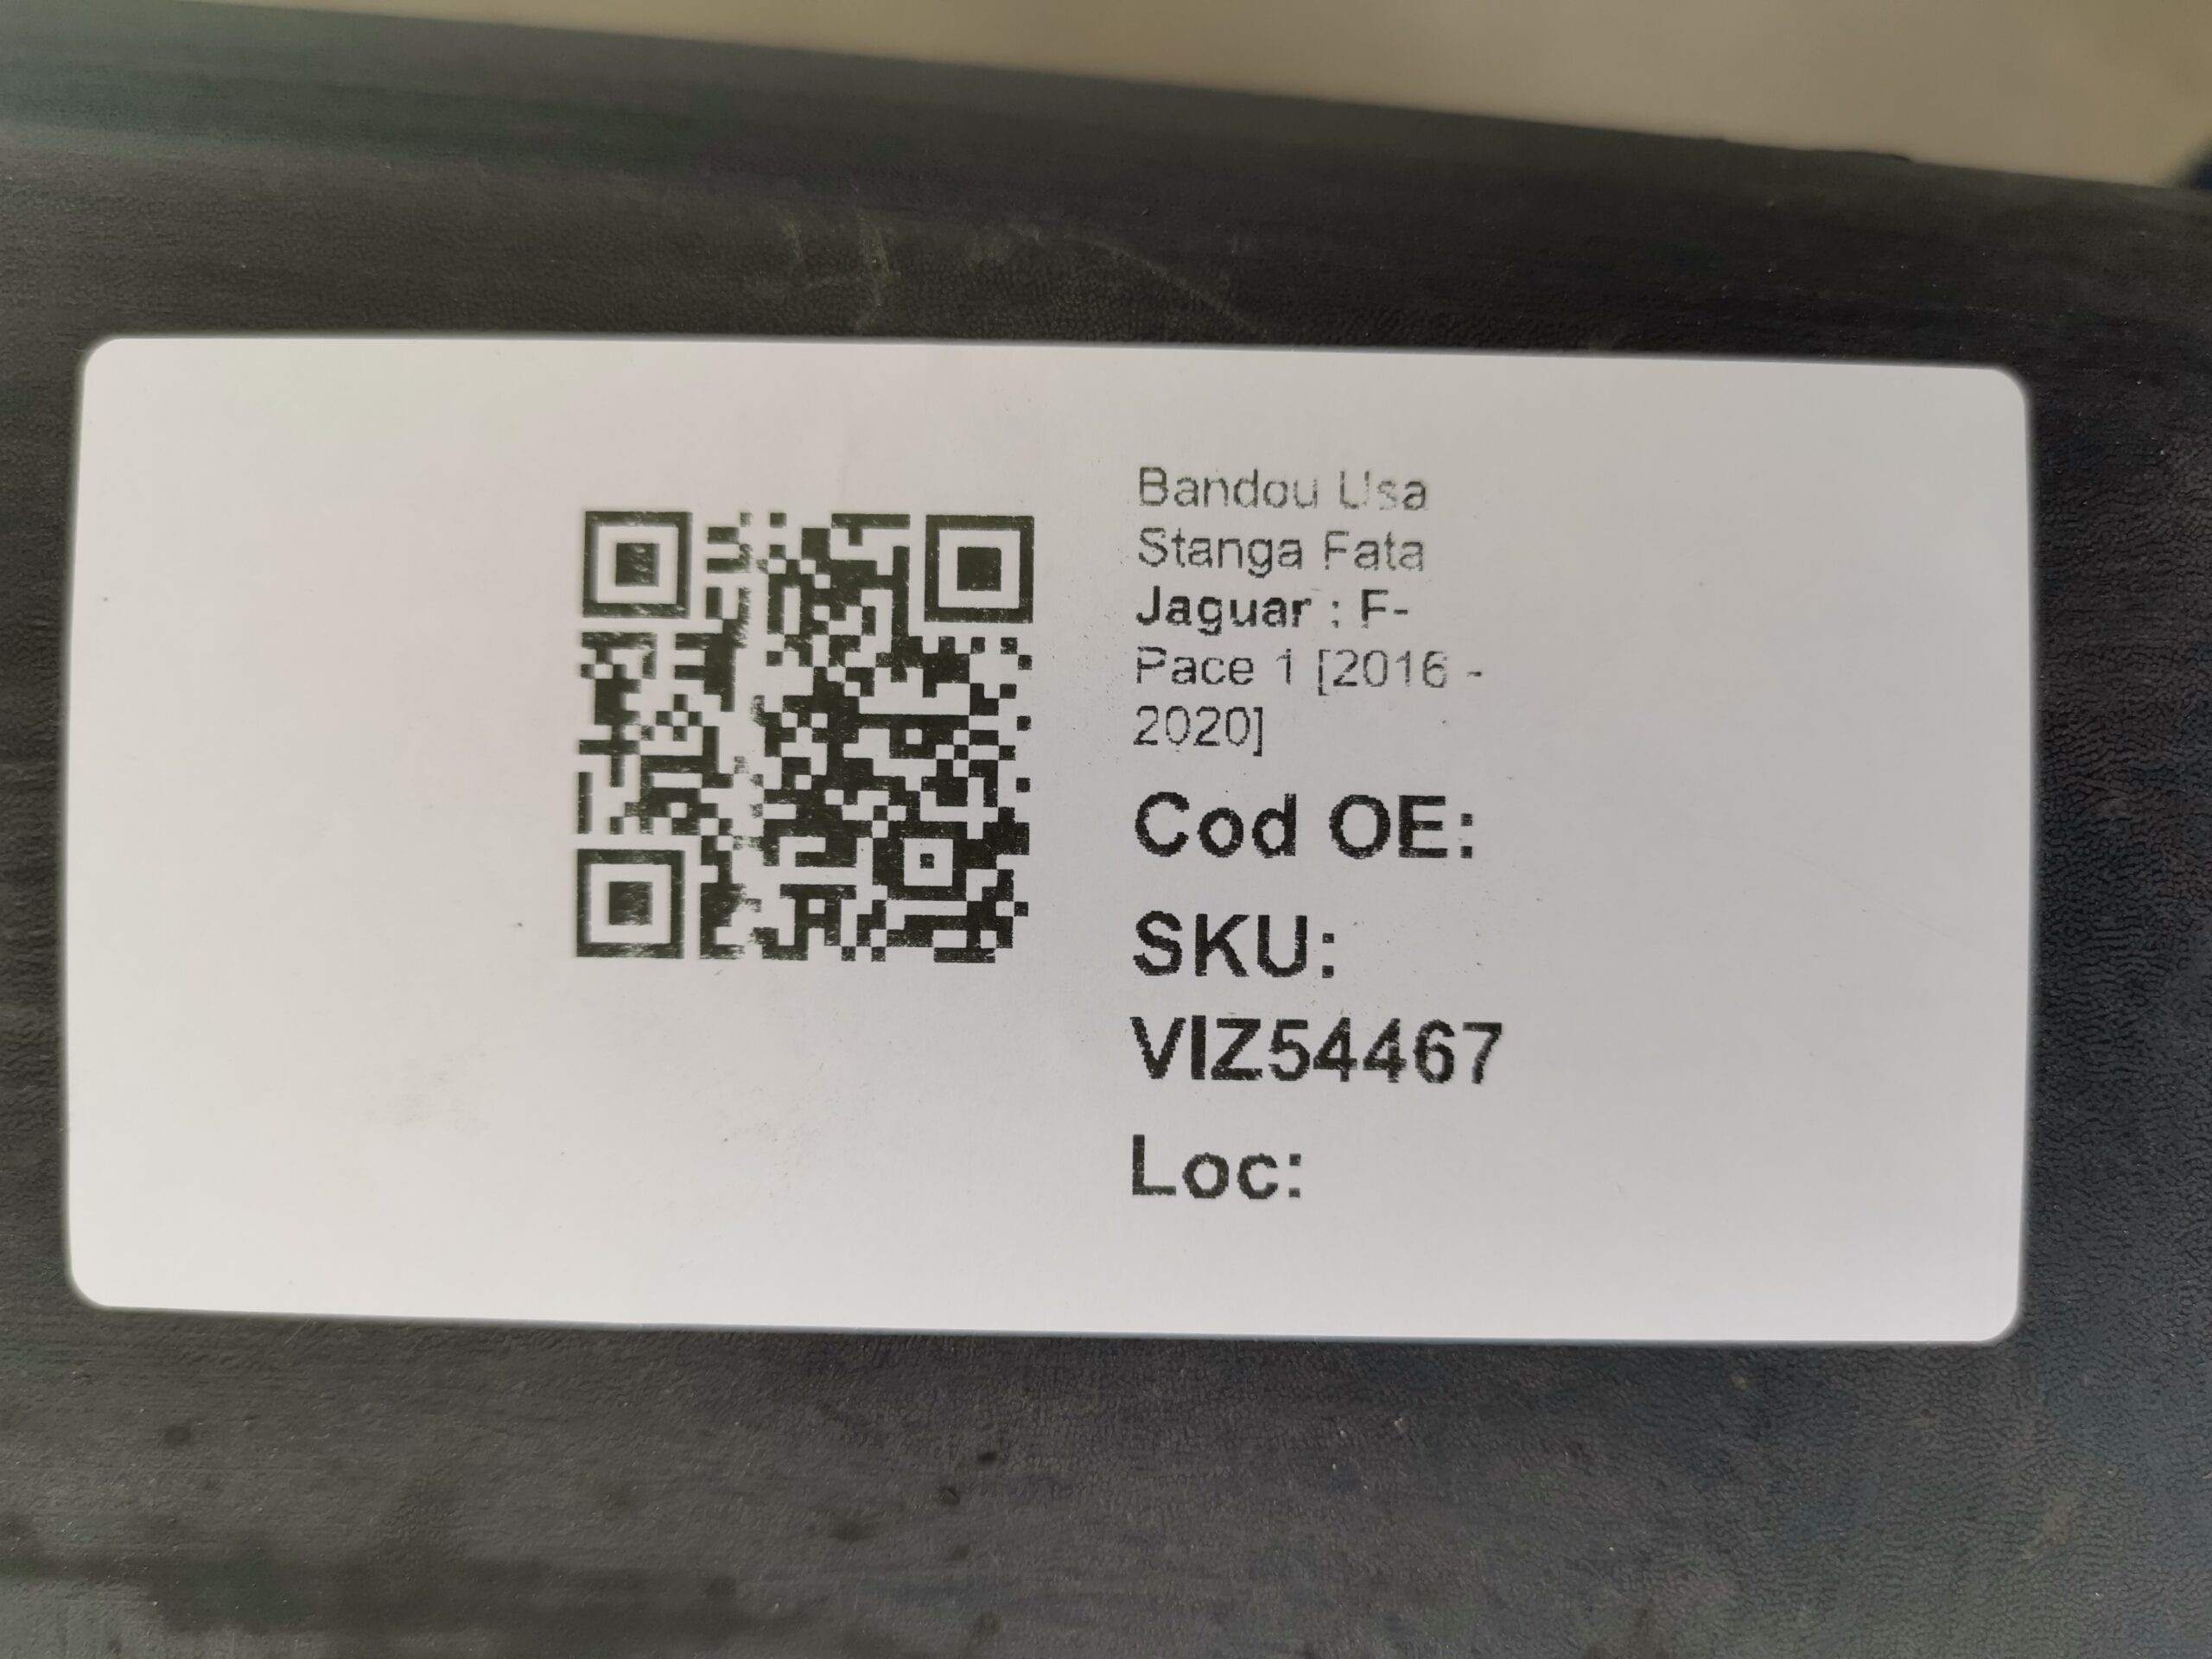 Bandou Usa
Stanga Fata
Jaguar : F-
Pace 1 [2016 -
2020]
Cod OE:
SKU:
VIZ54467
Loc: